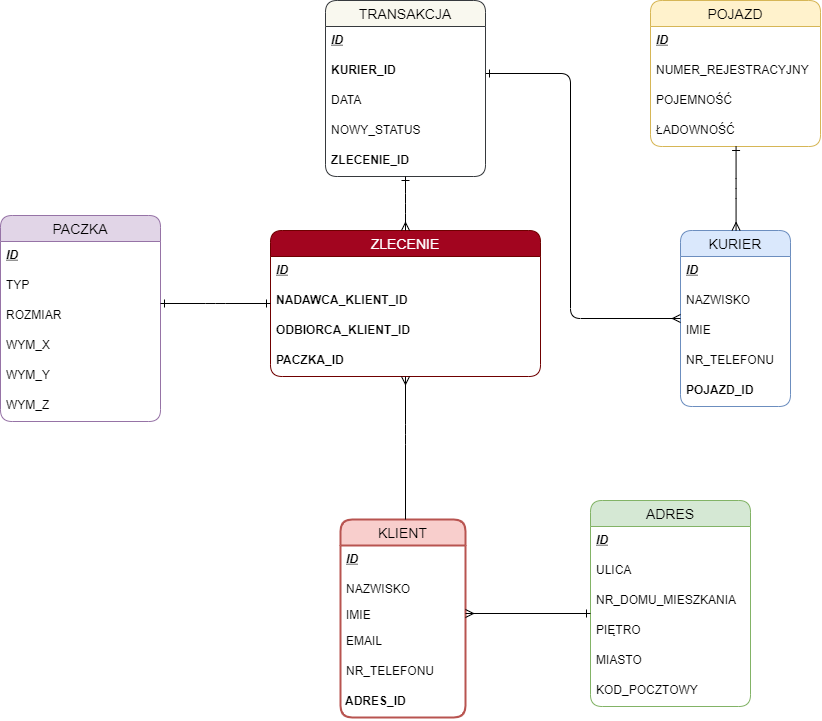 TRANSAKCJA
ID
KURIER_ID
DATA
NOWY_STATUS
ZLECENIE_ID
POJAZD
ID
NUMER_REJESTRACYJNY
POJEMNOŚĆ
ŁADOWNOŚĆ
PACZKA
ID
TYP
ROZMIAR
WYM_X
WYM_Y
WYM_Z
ZLECENIE
ID
NADAWCA_KLIENT_ID
ODBIORCA_KLIENT_ID
PACZKA_ID
KURIER
ID
NAZWISKO
IMIE
NR_TELEFONU
POJAZD_ID
KLIENT
ID
NAZWISKO
IMIE
EMAIL
NR_TELEFONU
ADRES_ID
ADRES
ID
ULICA
NR_DOMU_MIESZKANIA
PIĘTRO
MIASTO
KOD_POCZTOWY